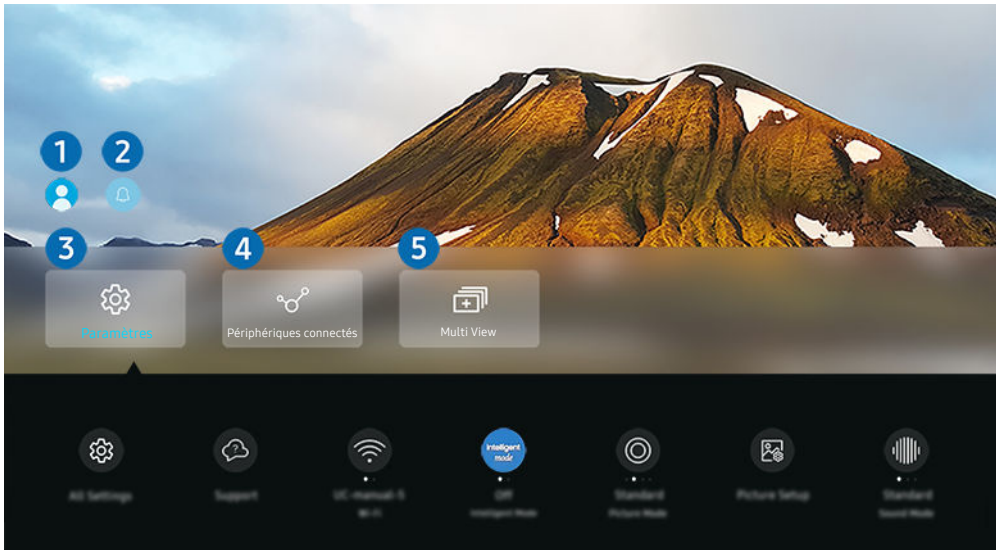 1 2
3 4 5
Paramètres Périphériques connectés Multi View
?
intelligent
mode
All Settings Support UC-manual-5 Off Standard Picture Setup Standard
Wi-Fi Intelligent Mode Picture Mode Sound Mode